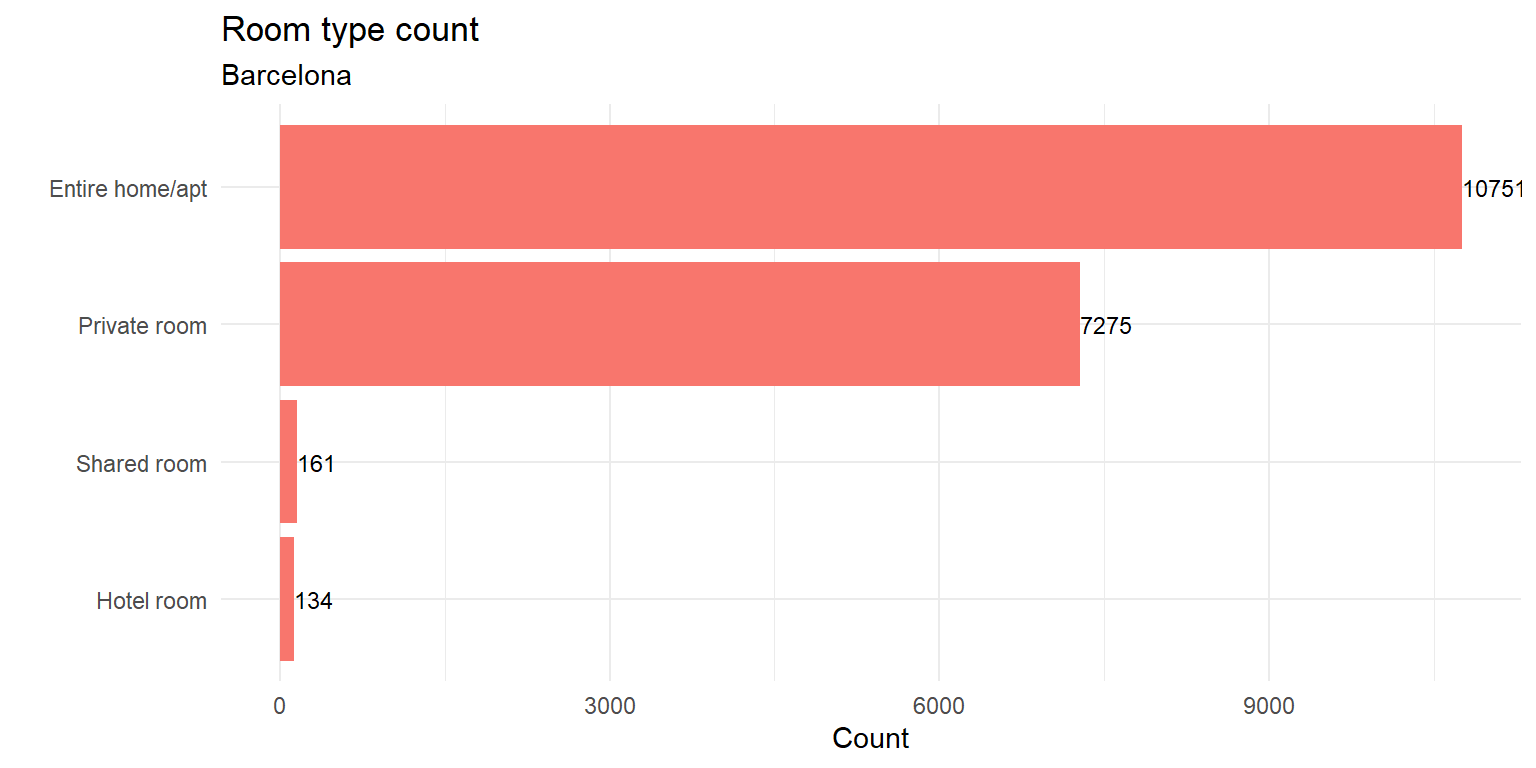 Room type count
Barcelona
Entire home/apt
10751
Private room
7275
Shared room
161
Hotel room
134
0 3000 6000 9000
Count